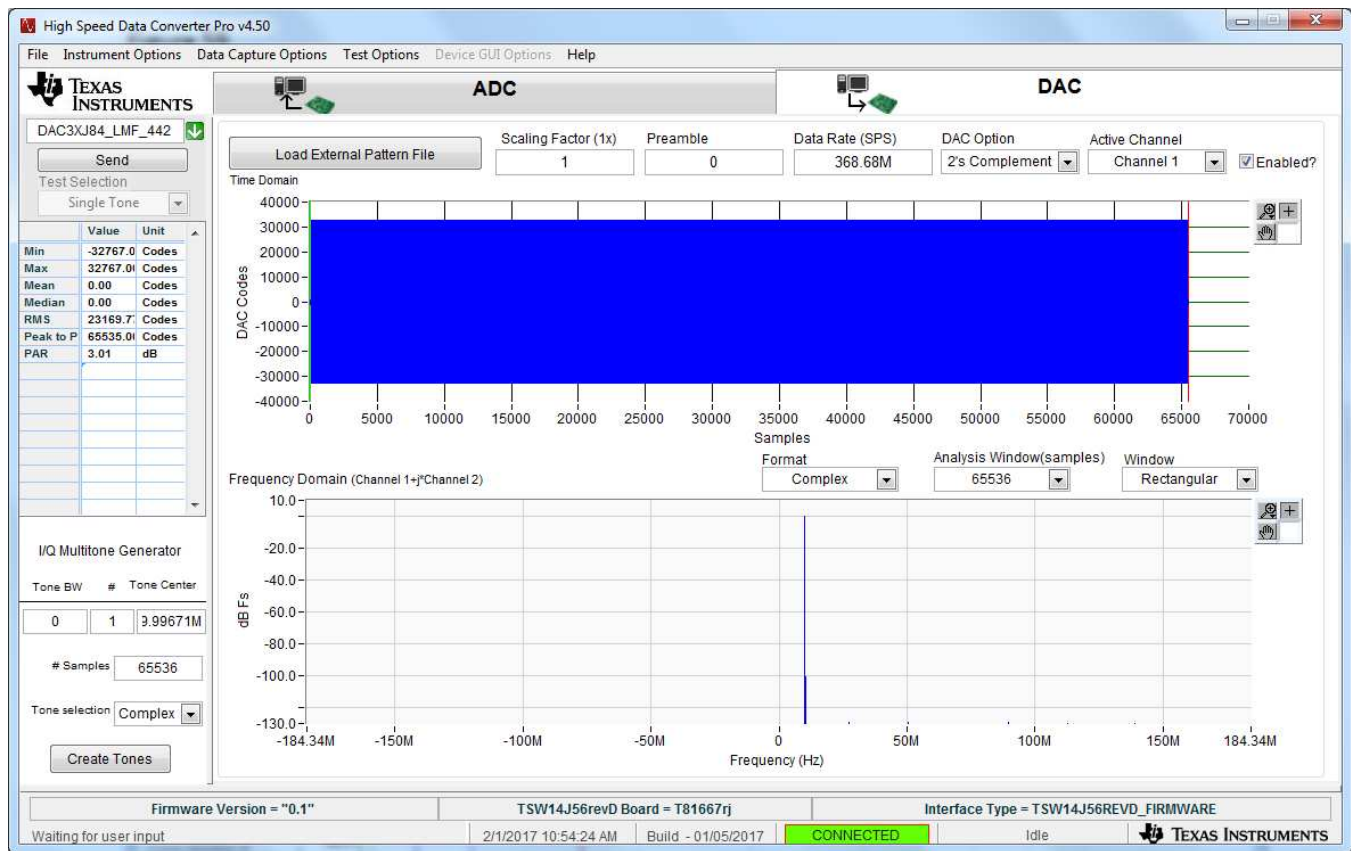 High Speed Data Converter Pro v4.50
File Instrument Options Data Capture Options Test Options Device GUI Options Help
TEXAS INSTRUMENTS
ADC
DAC
DAC3XJ84_LMF_442
Send
Test Selection
Single Tone
Value Unit
Min -32767.0 Codes
Max 32767.0 Codes
Mean 0.00 Codes
Median 0.00 Codes
RMS 23169.7 Codes
Peak to P 65535.0 Codes
PAR 3.01 dB
I/Q Multitone Generator
Tone BW # Tone Center
0 1 9.99671M
# Samples 65536
Tone selection Complex
Create Tones
Load External Pattern File
Scaling Factor (1x) Preamble Data Rate (SPS) DAC Option Active Channel
1 0 368.68M 2's Complement Channel 1 Enabled?
Time Domain
40000
30000
20000
10000
0
-10000
-20000
-30000
-40000
DAC Codes
0 5000 10000 15000 20000 25000 30000 35000 40000 45000 50000 55000 60000 65000 70000
Samples
Format Analysis Window(samples) Window
Complex 65536 Rectangular
Frequency Domain (Channel 1+j*Channel 2)
10.0
-20.0
-40.0
-60.0
-80.0
-100.0
-130.0
dB Fs
-184.34M -150M -100M -50M 0 50M 100M 150M 184.34M
Frequency (Hz)
Firmware Version = "0.1" TSW14J56revD Board = T81667rj Interface Type = TSW14J56REVD_FIRMWARE
Waiting for user input 2/1/2017 10:54:24 AM Build - 01/05/2017 CONNECTED Idle TEXAS INSTRUMENTS